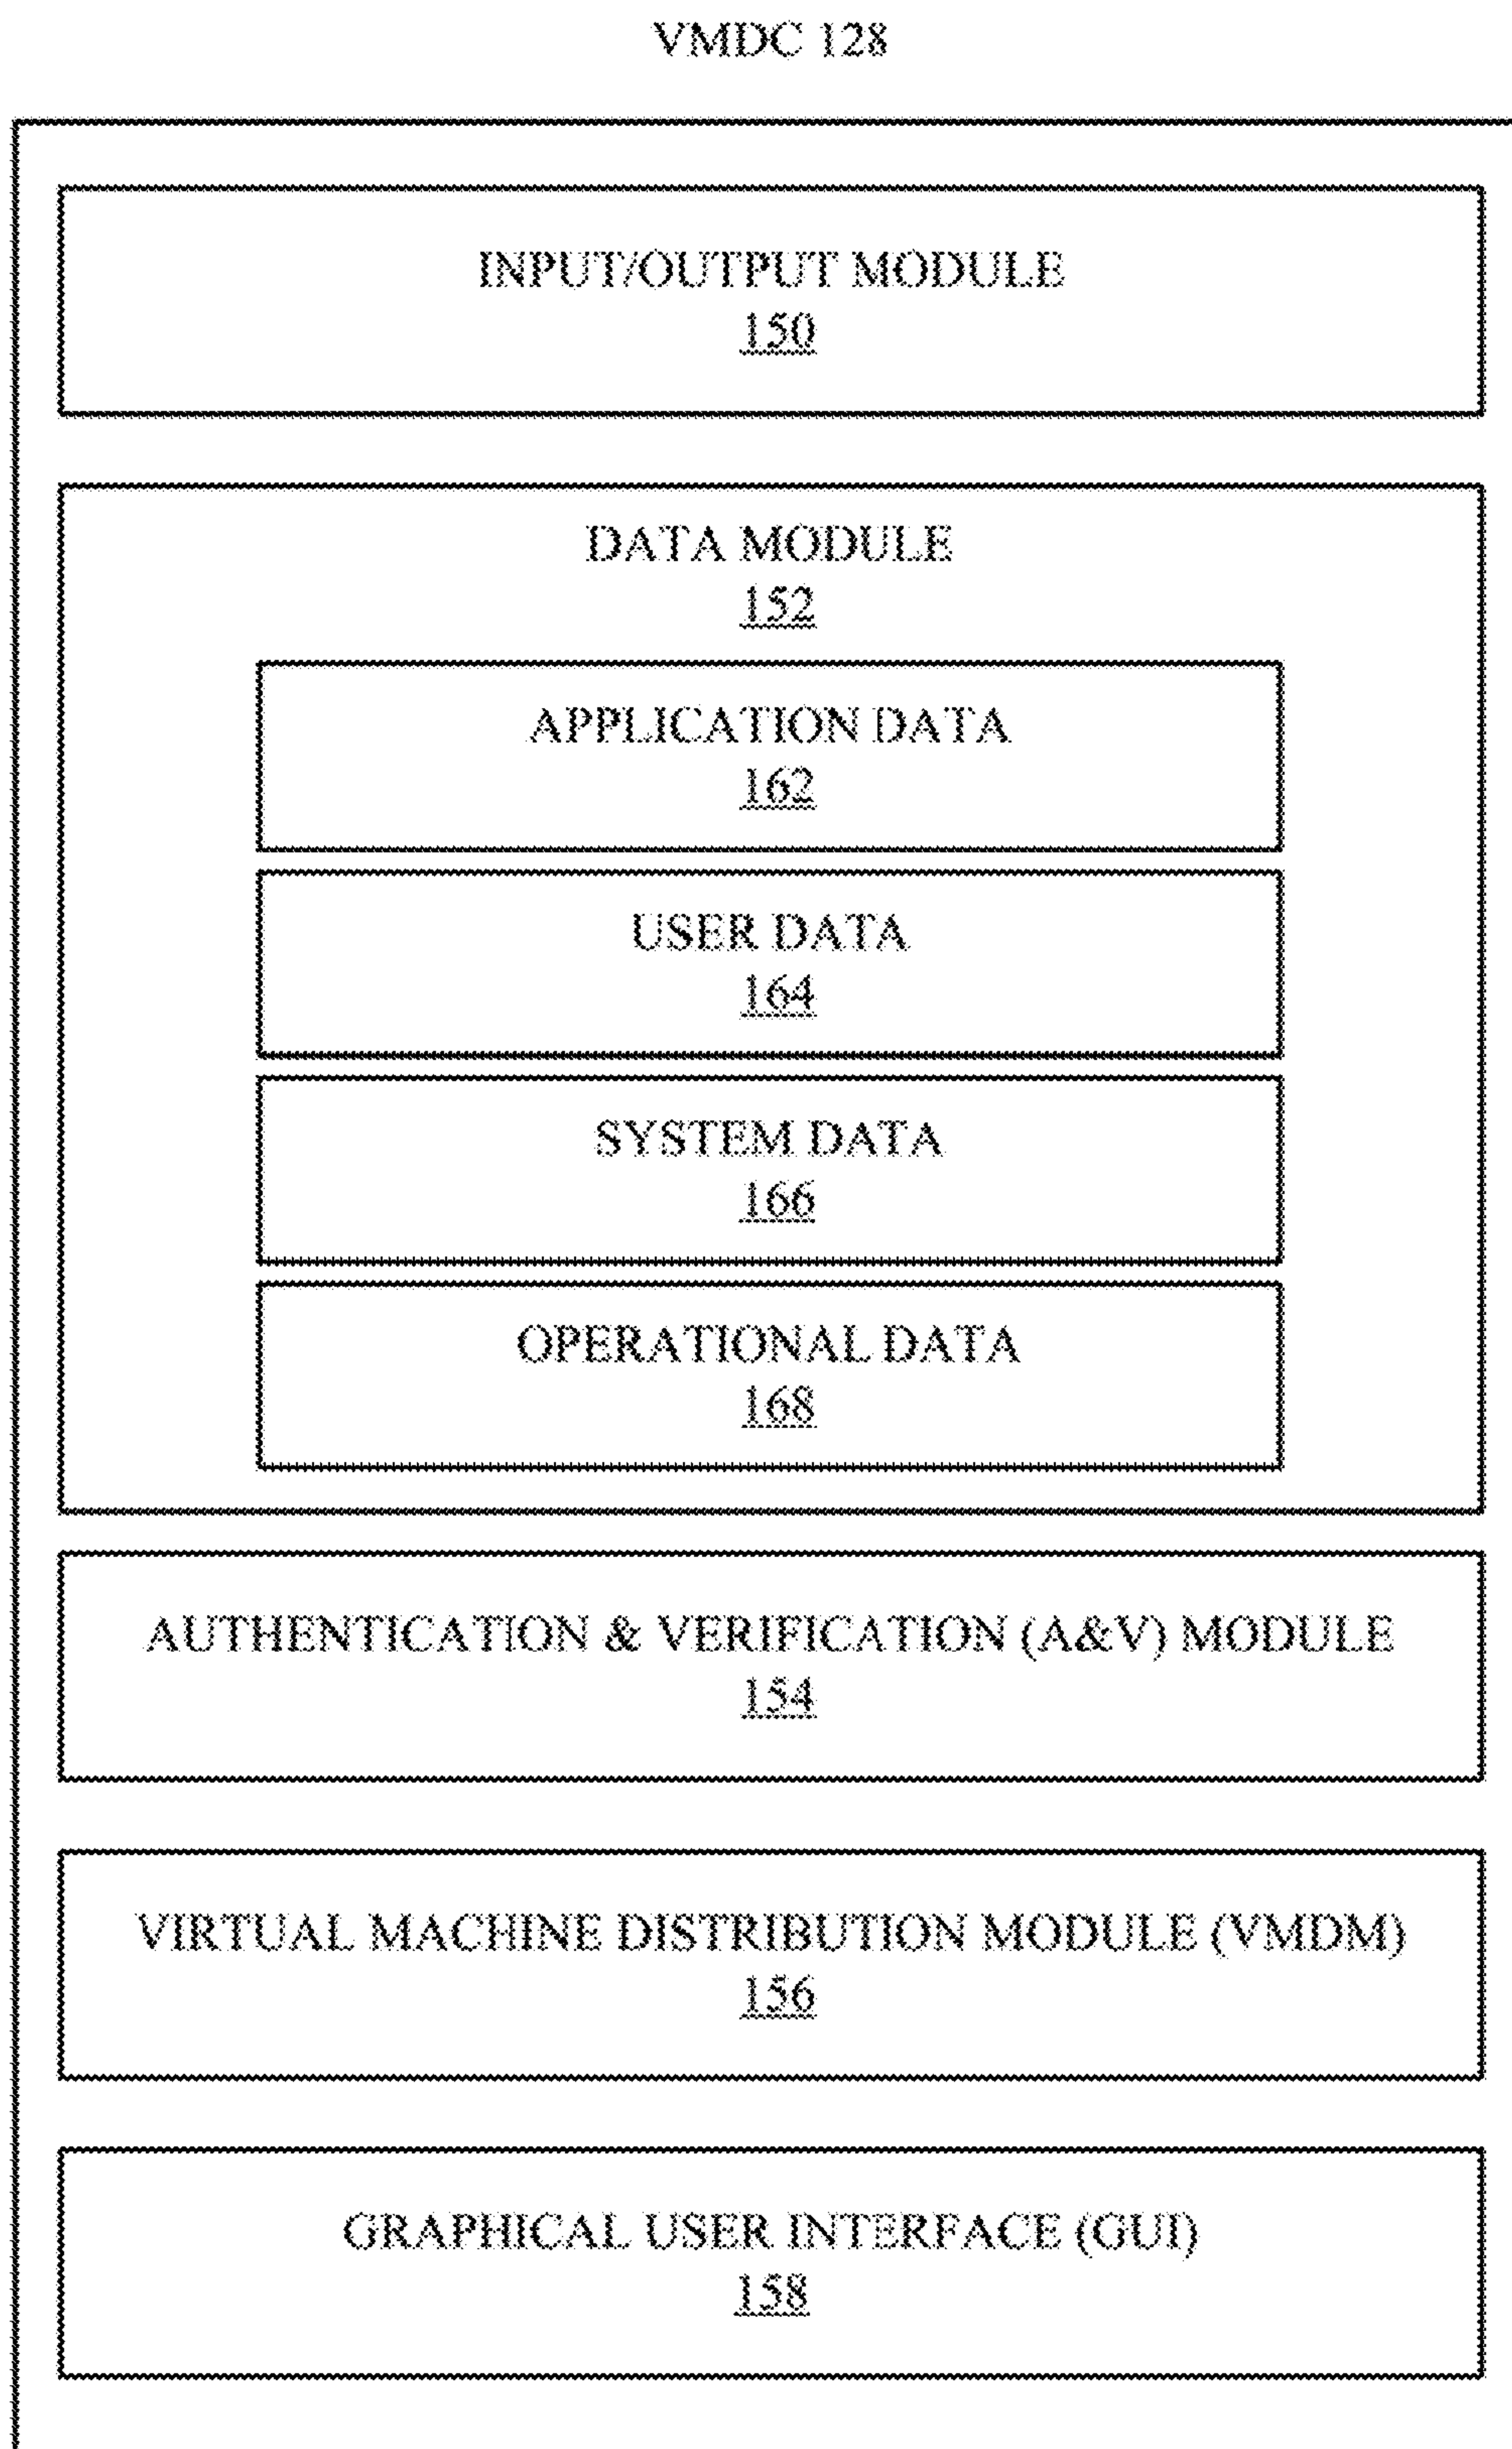 VMDC 128
INPUT/OUTPUT MODULE
150
DATA MODULE
152
APPLICATION DATA
162
USER DATA
164
SYSTEM DATA
166
OPERATIONAL DATA
168
AUTHENTICATION & VERIFICATION (A&V) MODULE
154
VIRTUAL MACHINE DISTRIBUTION MODULE (VMDM)
156
GRAPHICAL USER INTERFACE (GUI)
158